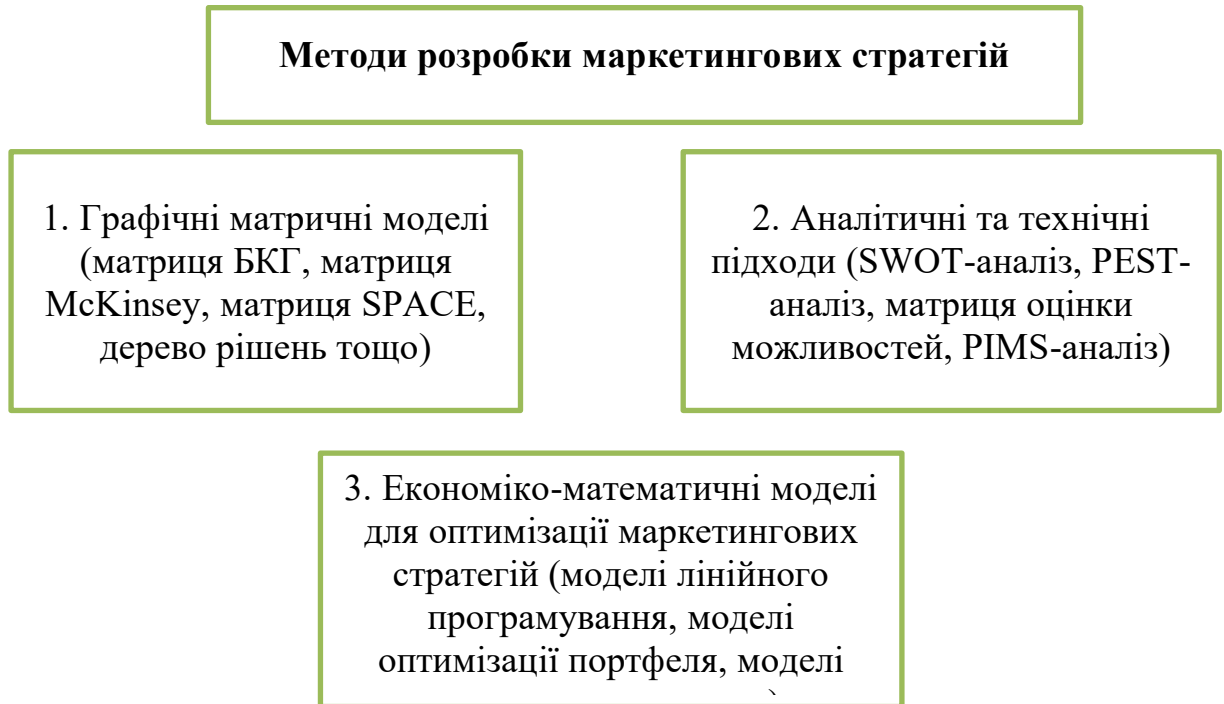 Методи розробки маркетингових стратегій
1. Графічні матричні моделі
(матриця БКГ, матриця
McKinsey, матриця SPACE,
дерево рішень тощо)
2. Аналітичні та технічні
підходи (SWOT-аналіз, PEST-
аналіз, матриця оцінки
можливостей, PIMS-аналіз)
3. Економіко-математичні моделі
для оптимізації маркетингових
стратегій (моделі лінійного
програмування, моделі
оптимізації портфеля, моделі